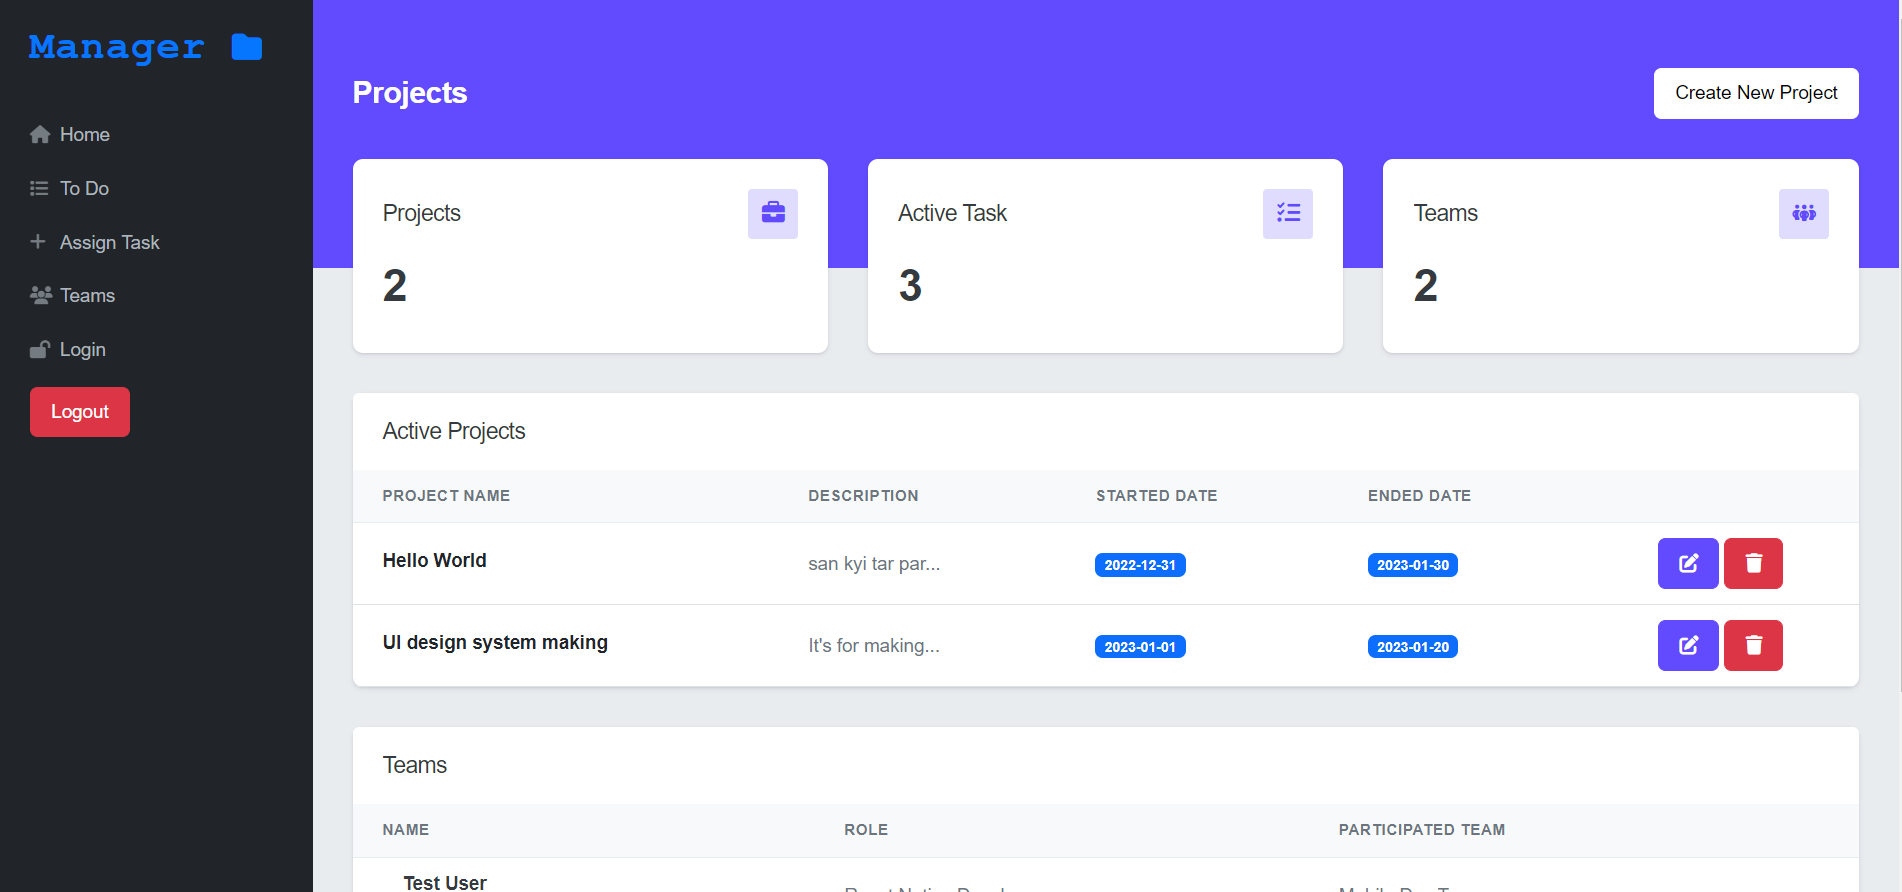 Manager
Home
To Do
Assign Task
Teams
Login
Logout
Projects
Create New Project
Projects
2
Active Task
3
Teams
2
Active Projects
PROJECT NAME DESCRIPTION STARTED DATE ENDED DATE
Hello World san kyi tar par... 2022-12-31 2023-01-30
UI design system making It's for making... 2023-01-01 2023-01-20
Teams
NAME ROLE PARTICIPATED TEAM
Test User